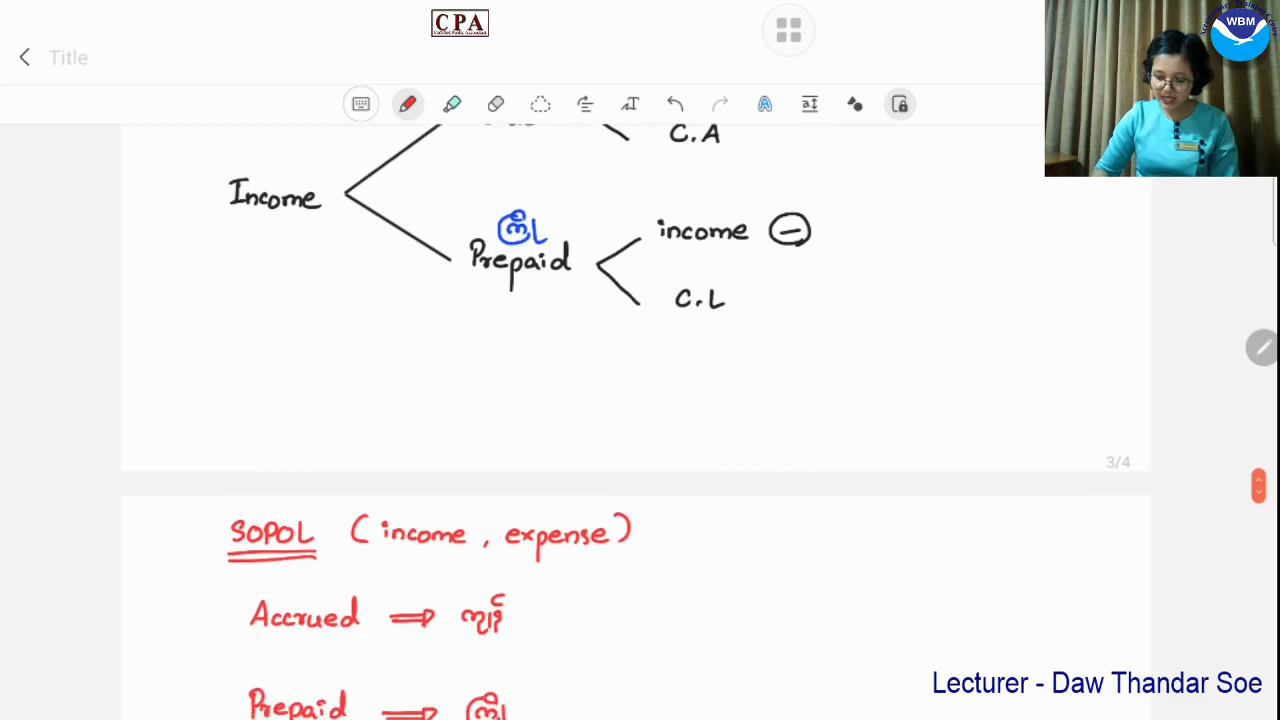 CPA
WBM
Title
C.A
Income
ကြို
income −
Prepaid
C.L
3/4
SOPOL (income, expense)
Accrued ⇒ ကျန်
Prepaid ⇒ ကြို
Lecturer - Daw Thandar Soe